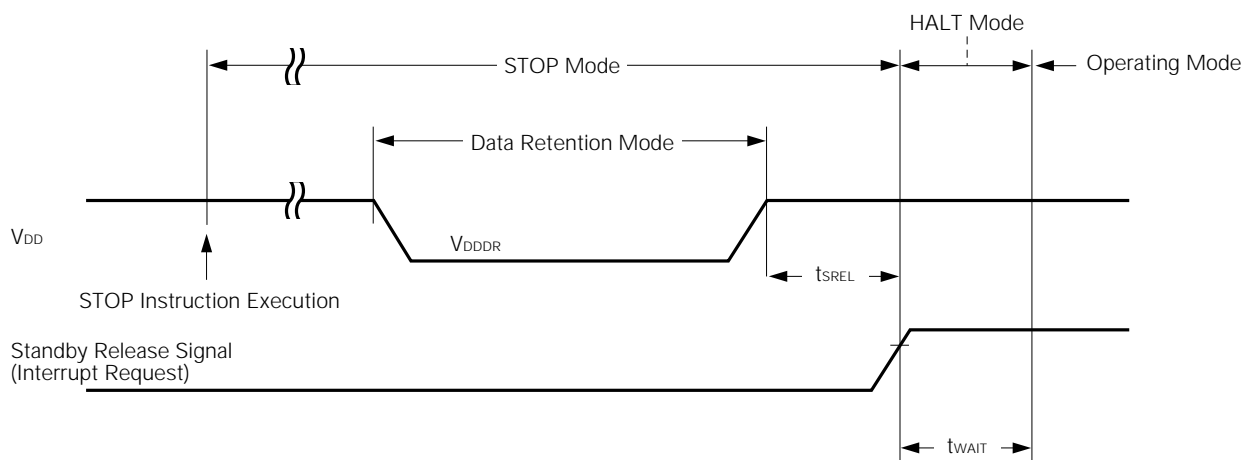 HALT Mode
STOP Mode
Operating Mode
Data Retention Mode
VDD
VDDDR
tSREL
STOP Instruction Execution
Standby Release Signal
(Interrupt Request)
tWAIT